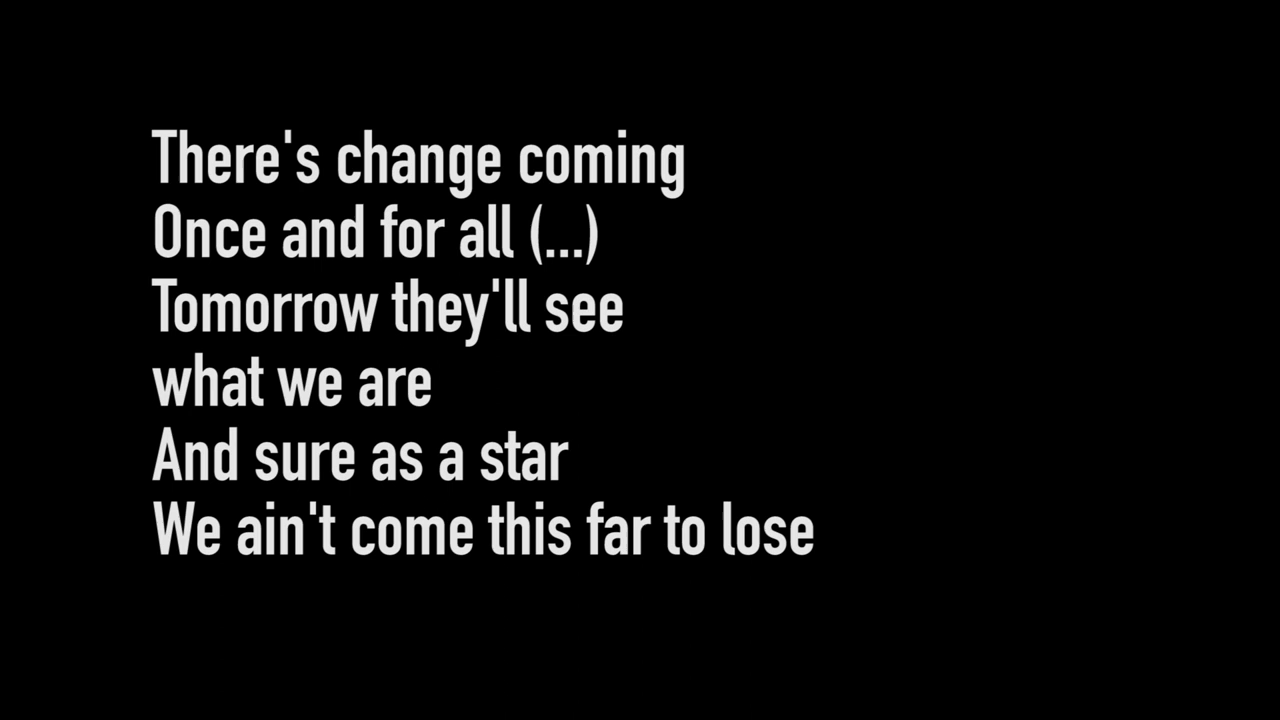 There's change coming
Once and for all (...)
Tomorrow they'll see
what we are
And sure as a star
We ain't come this far to lose